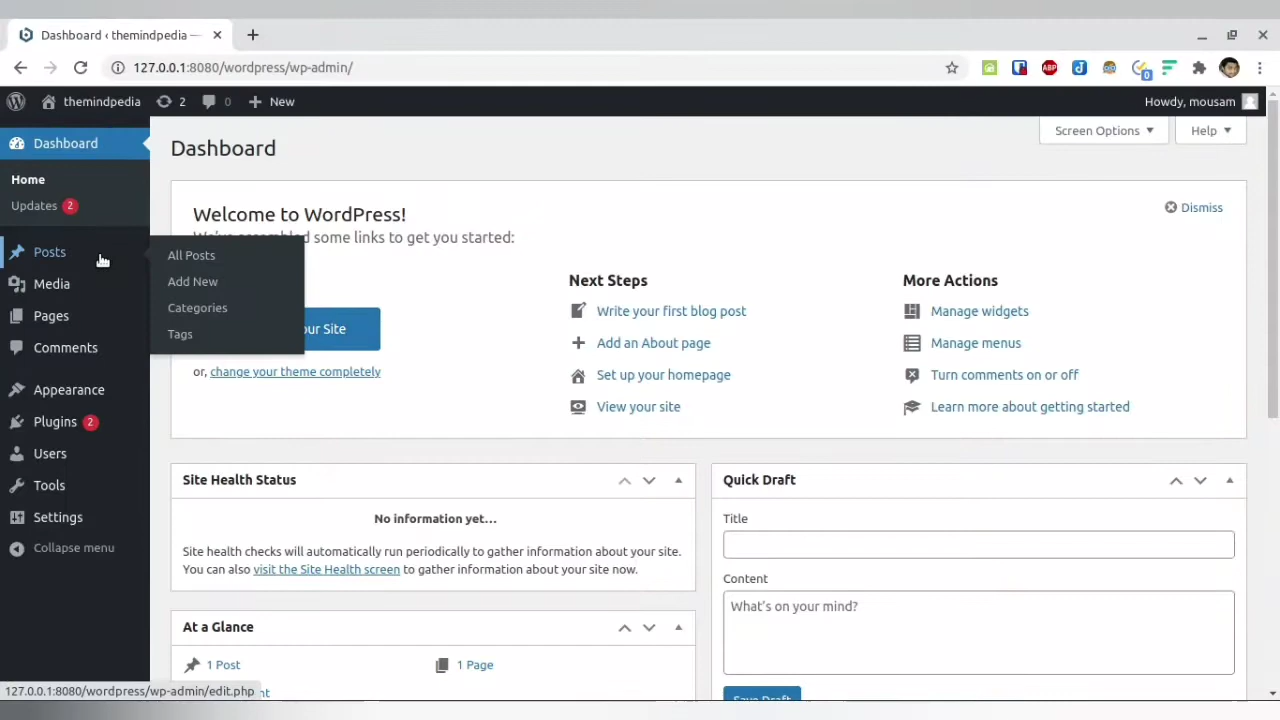 Dashboard ‹ themindpedia —
127.0.0.1:8080/wordpress/wp-admin/
ABP
0
themindpedia
2
0
New
Howdy, mousam
Dashboard
Home
Updates 2
Posts
Media
Pages
Comments
Appearance
Plugins 2
Users
Tools
Settings
Collapse menu
All Posts
Add New
Categories
Tags
Dashboard
Screen Options
Help
Welcome to WordPress!
some links to get you started:
Dismiss
Your Site
or, change your theme completely
Next Steps
Write your first blog post
Add an About page
Set up your homepage
View your site
More Actions
Manage widgets
Manage menus
Turn comments on or off
Learn more about getting started
Site Health Status
No information yet...
Site health checks will automatically run periodically to gather information about your site.
You can also visit the Site Health screen to gather information about your site now.
At a Glance
1 Post
1 Page
Quick Draft
Title
Content
What's on your mind?
Save Draft
127.0.0.1:8080/wordpress/wp-admin/edit.php